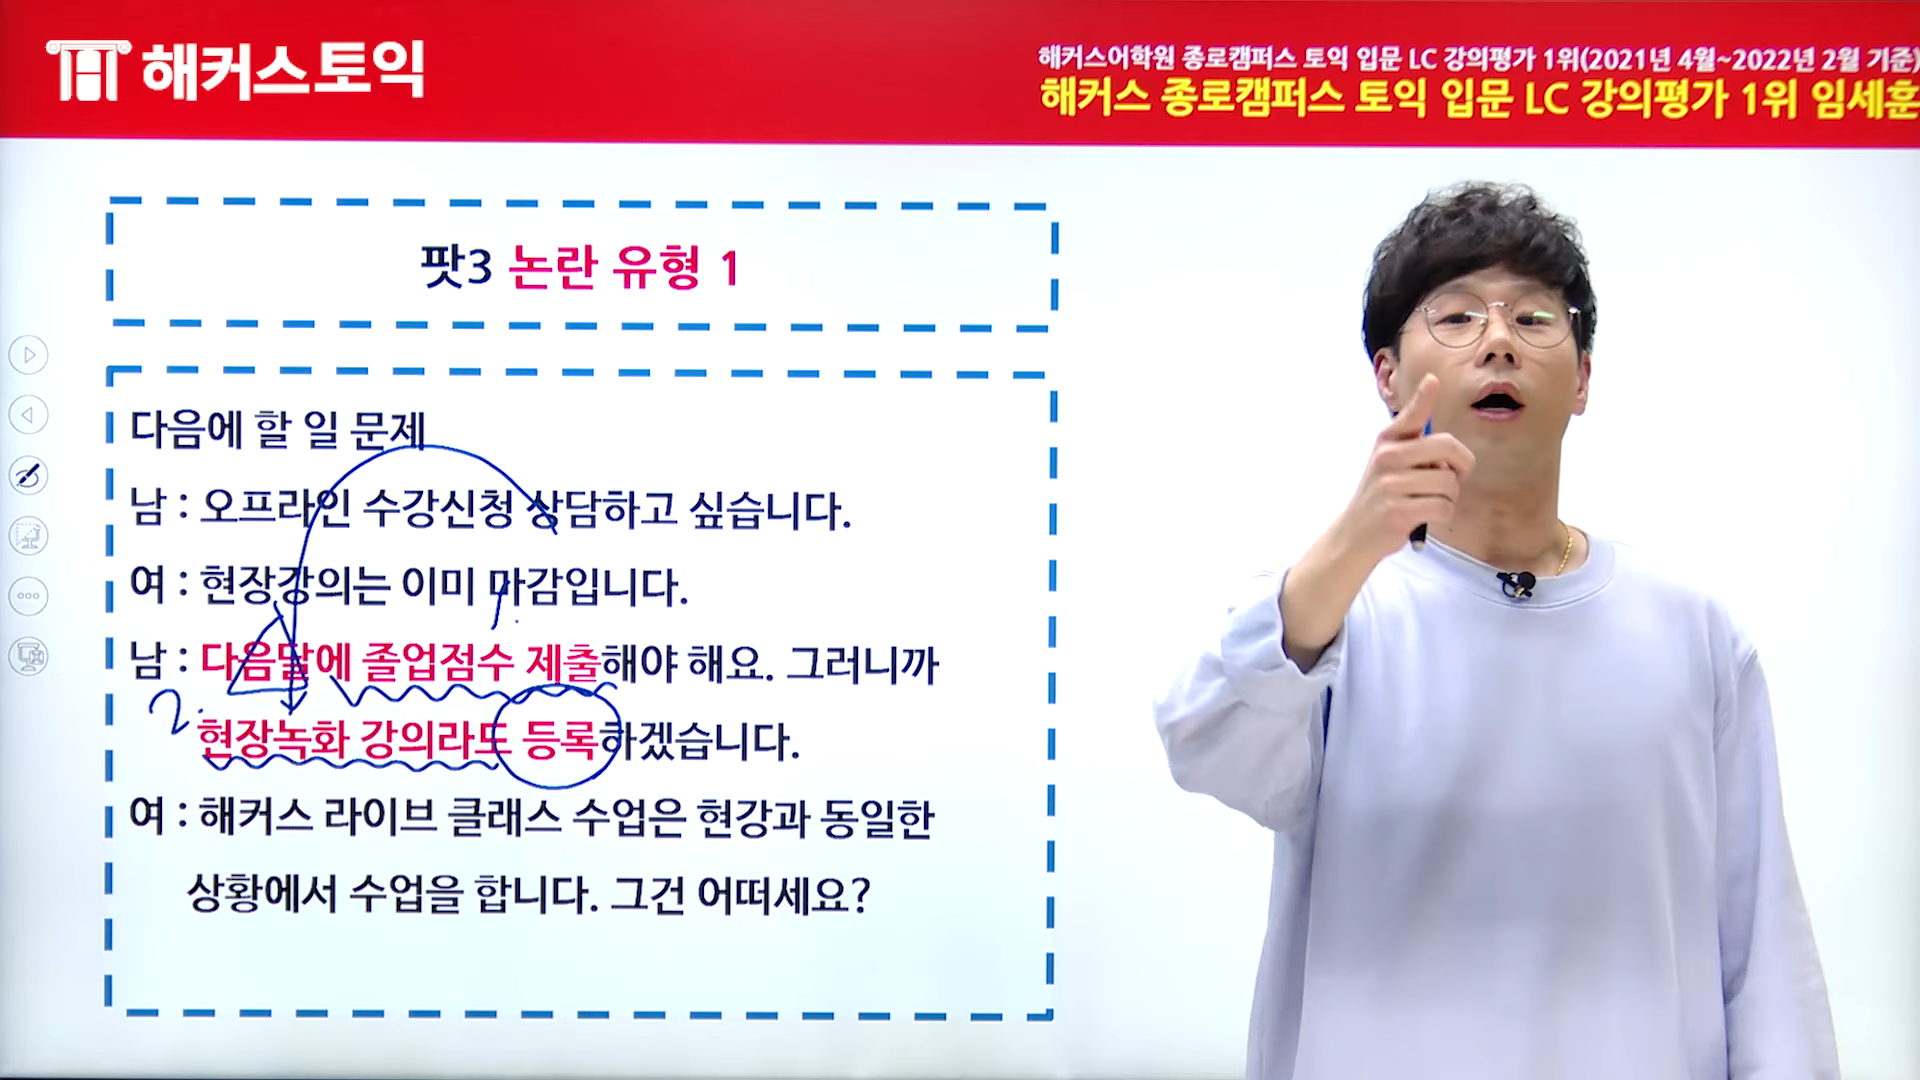 해커스토익
해커스어학원 종로캠퍼스 토익 입문 LC 강의평가 1위(2021년 4월~2022년 2월 기준)
해커스 종로캠퍼스 토익 입문 LC 강의평가 1위 임세훈
팟3 논란 유형 1
다음에 할 일 문제
남 : 오프라인 수강신청 상담하고 싶습니다.
여 : 현장강의는 이미 마감입니다.
1.
남 : 다음달에 졸업점수 제출해야 해요. 그러니까
2.
현장녹화 강의라도 등록하겠습니다.
여 : 해커스 라이브 클래스 수업은 현강과 동일한
상황에서 수업을 합니다. 그건 어떠세요?